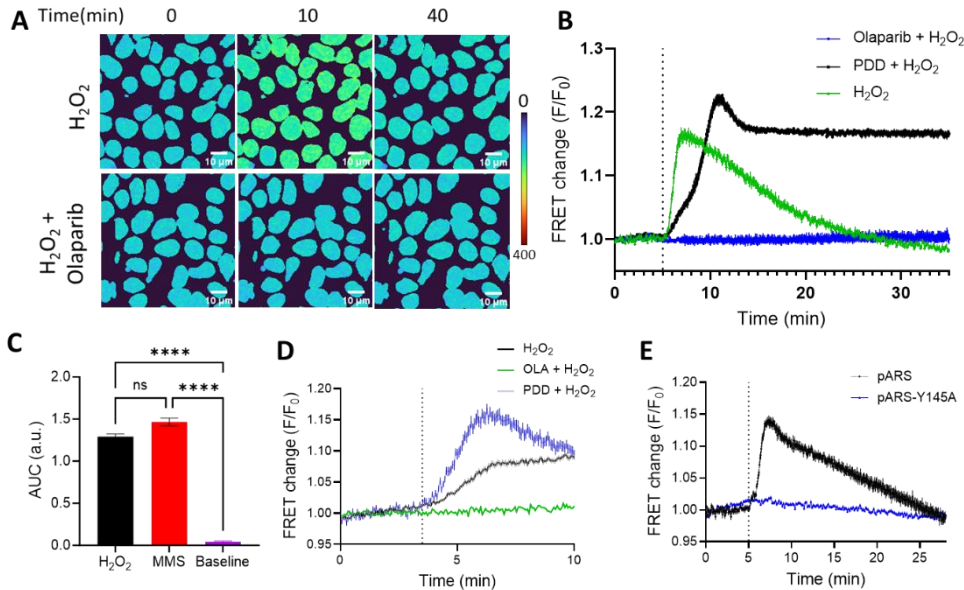 A
Time(min) 0 10 40
H₂O₂
10 μm 10 μm 10 μm
H₂O₂ +
Olaparib
10 μm 10 μm 10 μm
0
400
B
Olaparib + H₂O₂
PDD + H₂O₂
H₂O₂
FRET change (F/F₀)
1.3
1.2
1.1
1.0
0 10 20 30
Time (min)
C
****
ns ****
AUC (a.u.)
2.0
1.5
1.0
0.5
0.0
H₂O₂ MMS Baseline
D
H₂O₂
OLA + H₂O₂
PDD + H₂O₂
FRET change (F/F₀)
1.20
1.15
1.10
1.05
1.00
0.95
0 5 10
Time (min)
E
pARS
pARS-Y145A
FRET change (F/F₀)
1.20
1.15
1.10
1.05
1.00
0.95
0 5 10 15 20 25
Time (min)